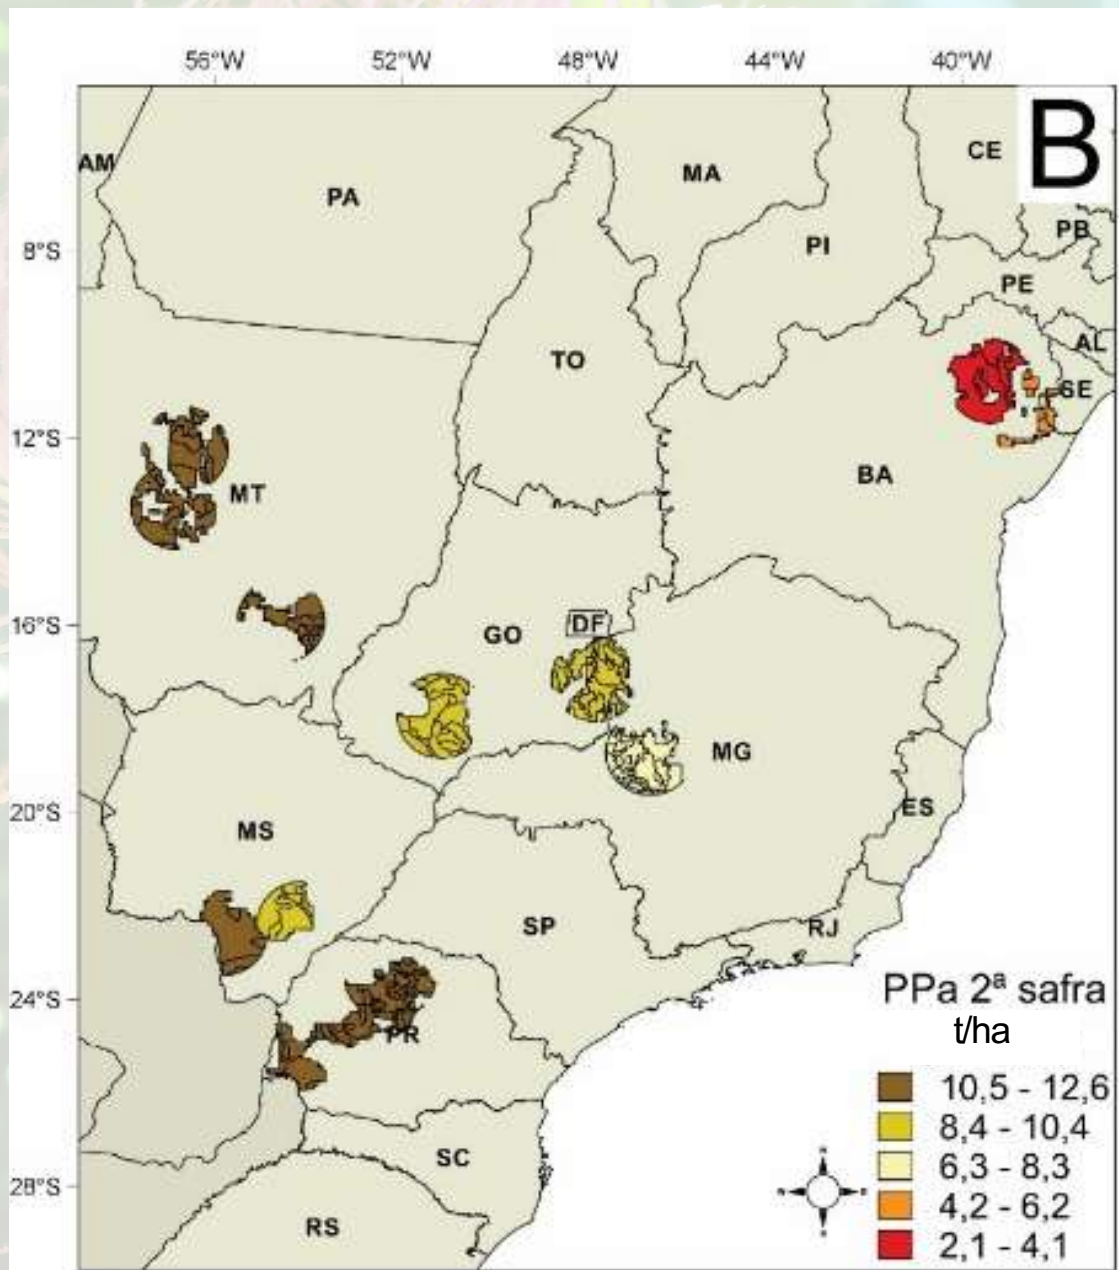 56°W 52°W 48°W 44°W 40°W
B
CE
AM
MA
PA
PB
8°S
PI
PE
AL
TO
SE
12°S
BA
MT
16°S
DF
GO
MG
20°S
ES
MS
SP
RJ
24°S
PR
SC
28°S
RS
PPa 2ª safra
t/ha
10,5 - 12,6
8,4 - 10,4
6,3 - 8,3
4,2 - 6,2
2,1 - 4,1